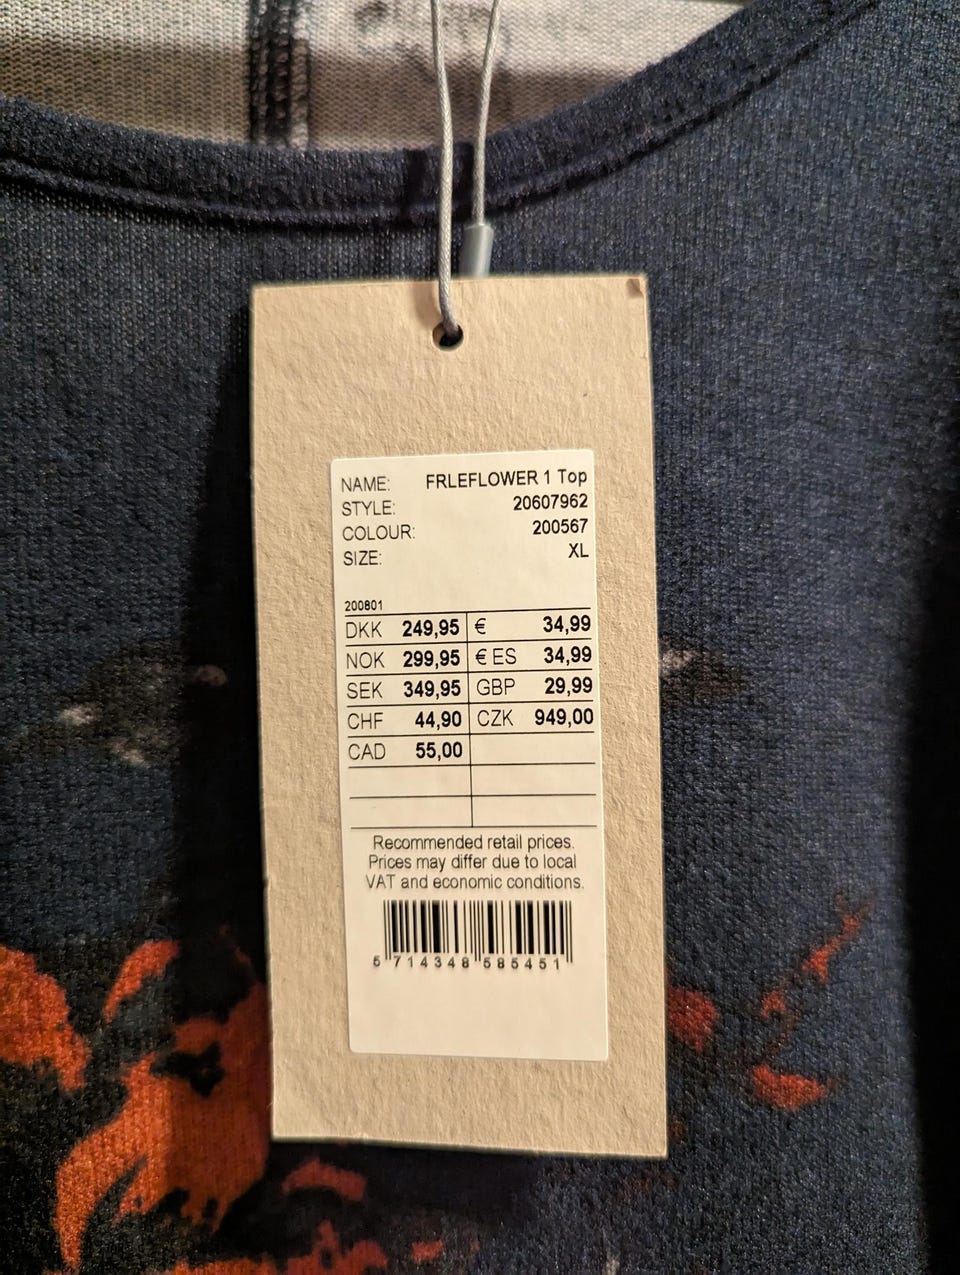 NAME: FRLEFLOWER 1 Top
STYLE: 20607962
COLOUR: 200567
SIZE: XL
200801
DKK 249,95 € 34,99
NOK 299,95 € ES 34,99
SEK 349,95 GBP 29,99
CHF 44,90 CZK 949,00
CAD 55,00
Recommended retail prices.
Prices may differ due to local
VAT and economic conditions.
5 714348 585451